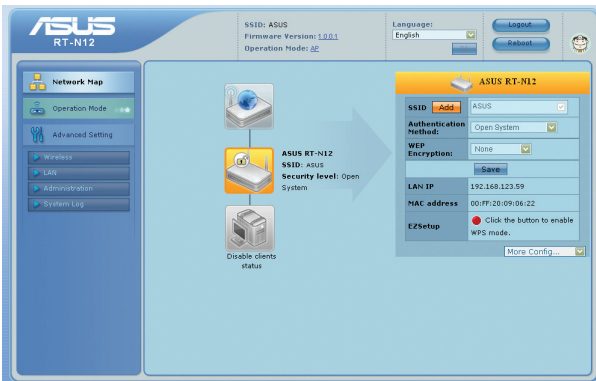 ASUS
RT-N12
SSID: ASUS
Firmware Version: 1.0.0.1
Operation Mode: AP
Language:
English
Logout
Reboot
Network Map
Operation Mode
Advanced Setting
Wireless
LAN
Administration
System Log
ASUS RT-N12
SSID: ASUS
Security level: Open
System
Disable clients
status
ASUS RT-N12
SSID Add ASUS
Authentication
Method: Open System
WEP
Encryption: None
Save
LAN IP 192.168.123.59
MAC address 00:FF:20:09:06:22
EZSetup Click the button to enable
WPS mode.
More Config...